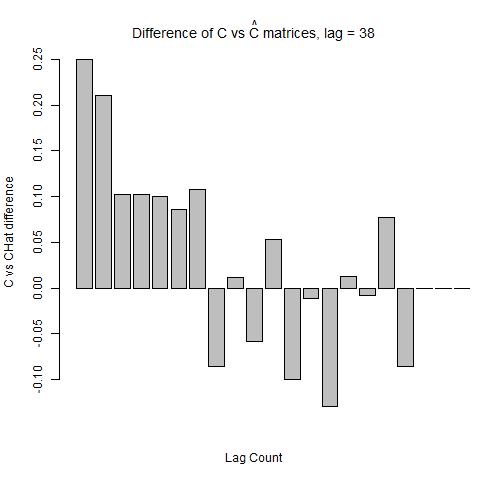 Difference of C vs Ĉ matrices, lag = 38
C vs CHat difference
0.25
0.20
0.15
0.10
0.05
0.00
-0.05
-0.10
Lag Count